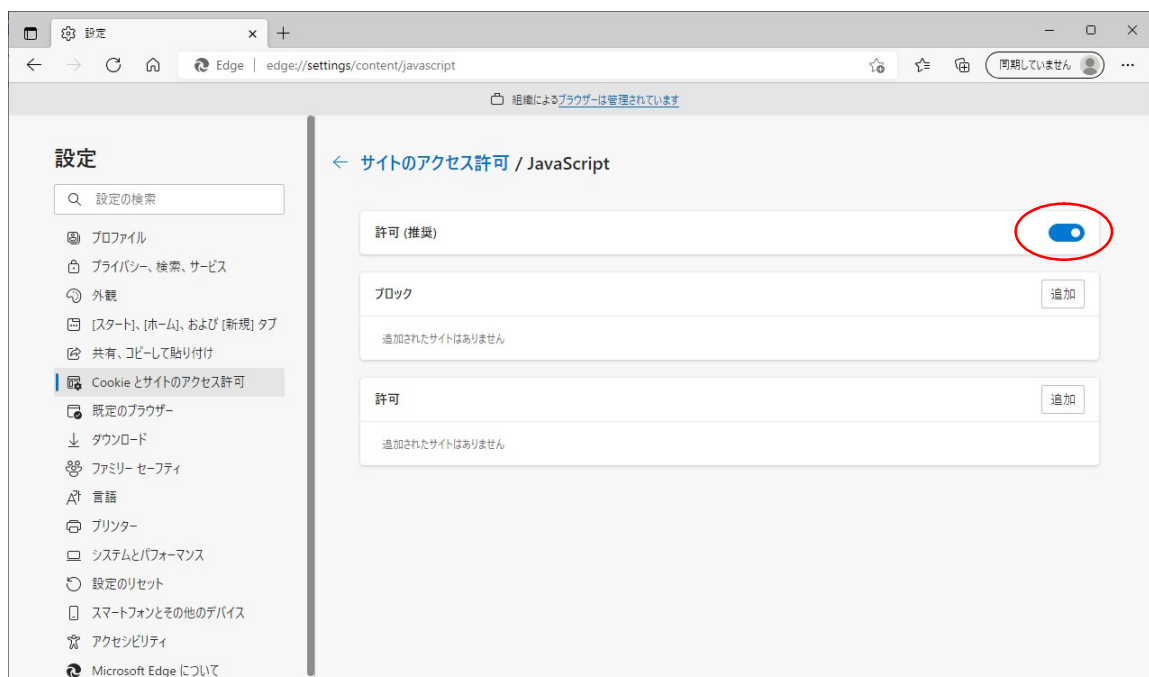 設定
Edge | edge://settings/content/javascript
同期していません
組織によるブラウザーは管理されています
設定
設定の検索
プロファイル
プライバシー、検索、サービス
外観
[スタート]、[ホーム]、および [新規] タブ
共有、コピーして貼り付け
Cookie とサイトのアクセス許可
既定のブラウザー
ダウンロード
ファミリー セーフティ
言語
プリンター
システムとパフォーマンス
設定のリセット
スマートフォンとその他のデバイス
アクセシビリティ
Microsoft Edge について
サイトのアクセス許可 / JavaScript
許可 (推奨)
ブロック
追加
追加されたサイトはありません
許可
追加
追加されたサイトはありません